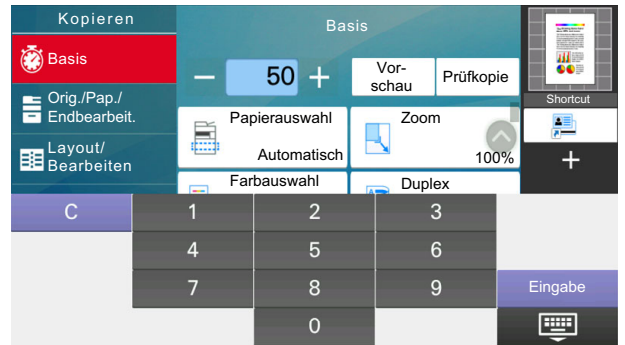 Kopieren
Basis
Basis
Orig./Pap./
Endbearbeit.
Layout/
Bearbeiten
— 50 +
Vor-
schau
Prüfkopie
Papierauswahl
Automatisch
Zoom
100%
Farbauswahl
Duplex
Shortcut
+
C
1 2 3
4 5 6
7 8 9
0
Eingabe